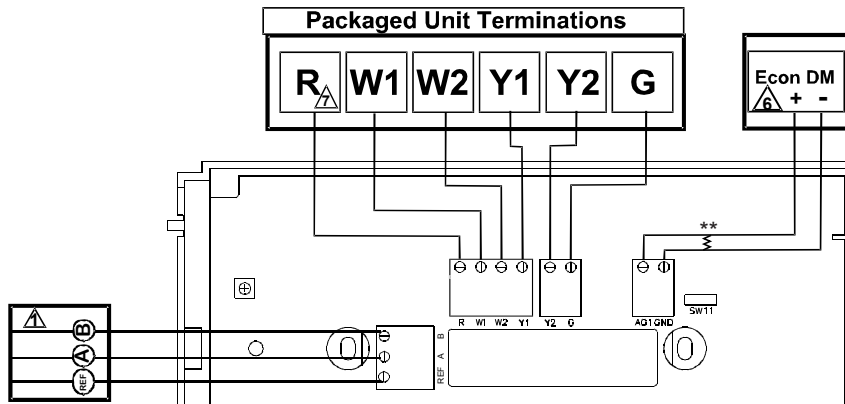 Packaged Unit Terminations
R 7 W1 W2 Y1 Y2 G
Econ DM
6 + -
**
R W1 W2 Y1 Y2 G AO1 GND
SW11
1
B
A
REF
B
A
REF